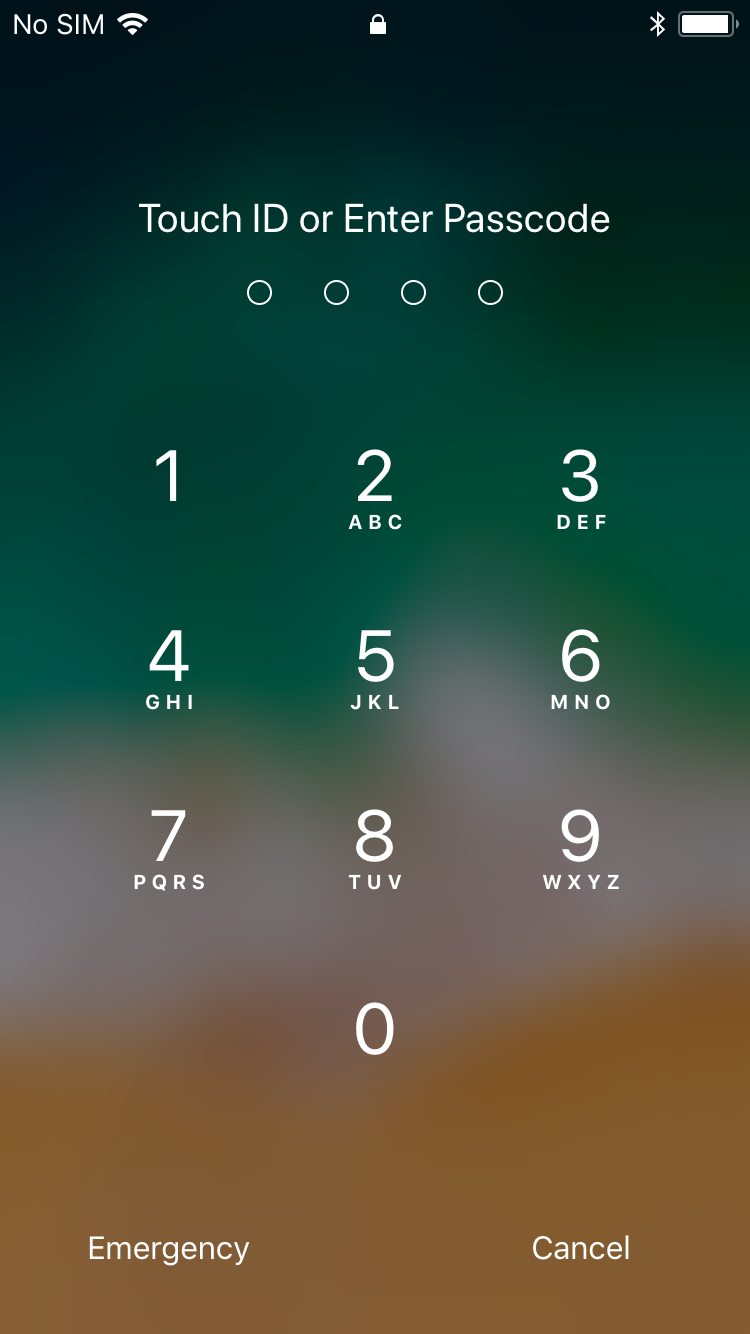 No SIM
Touch ID or Enter Passcode
1 2 3
ABC DEF
4 5 6
GHI JKL MNO
7 8 9
PQRS TUV WXYZ
0
Emergency Cancel